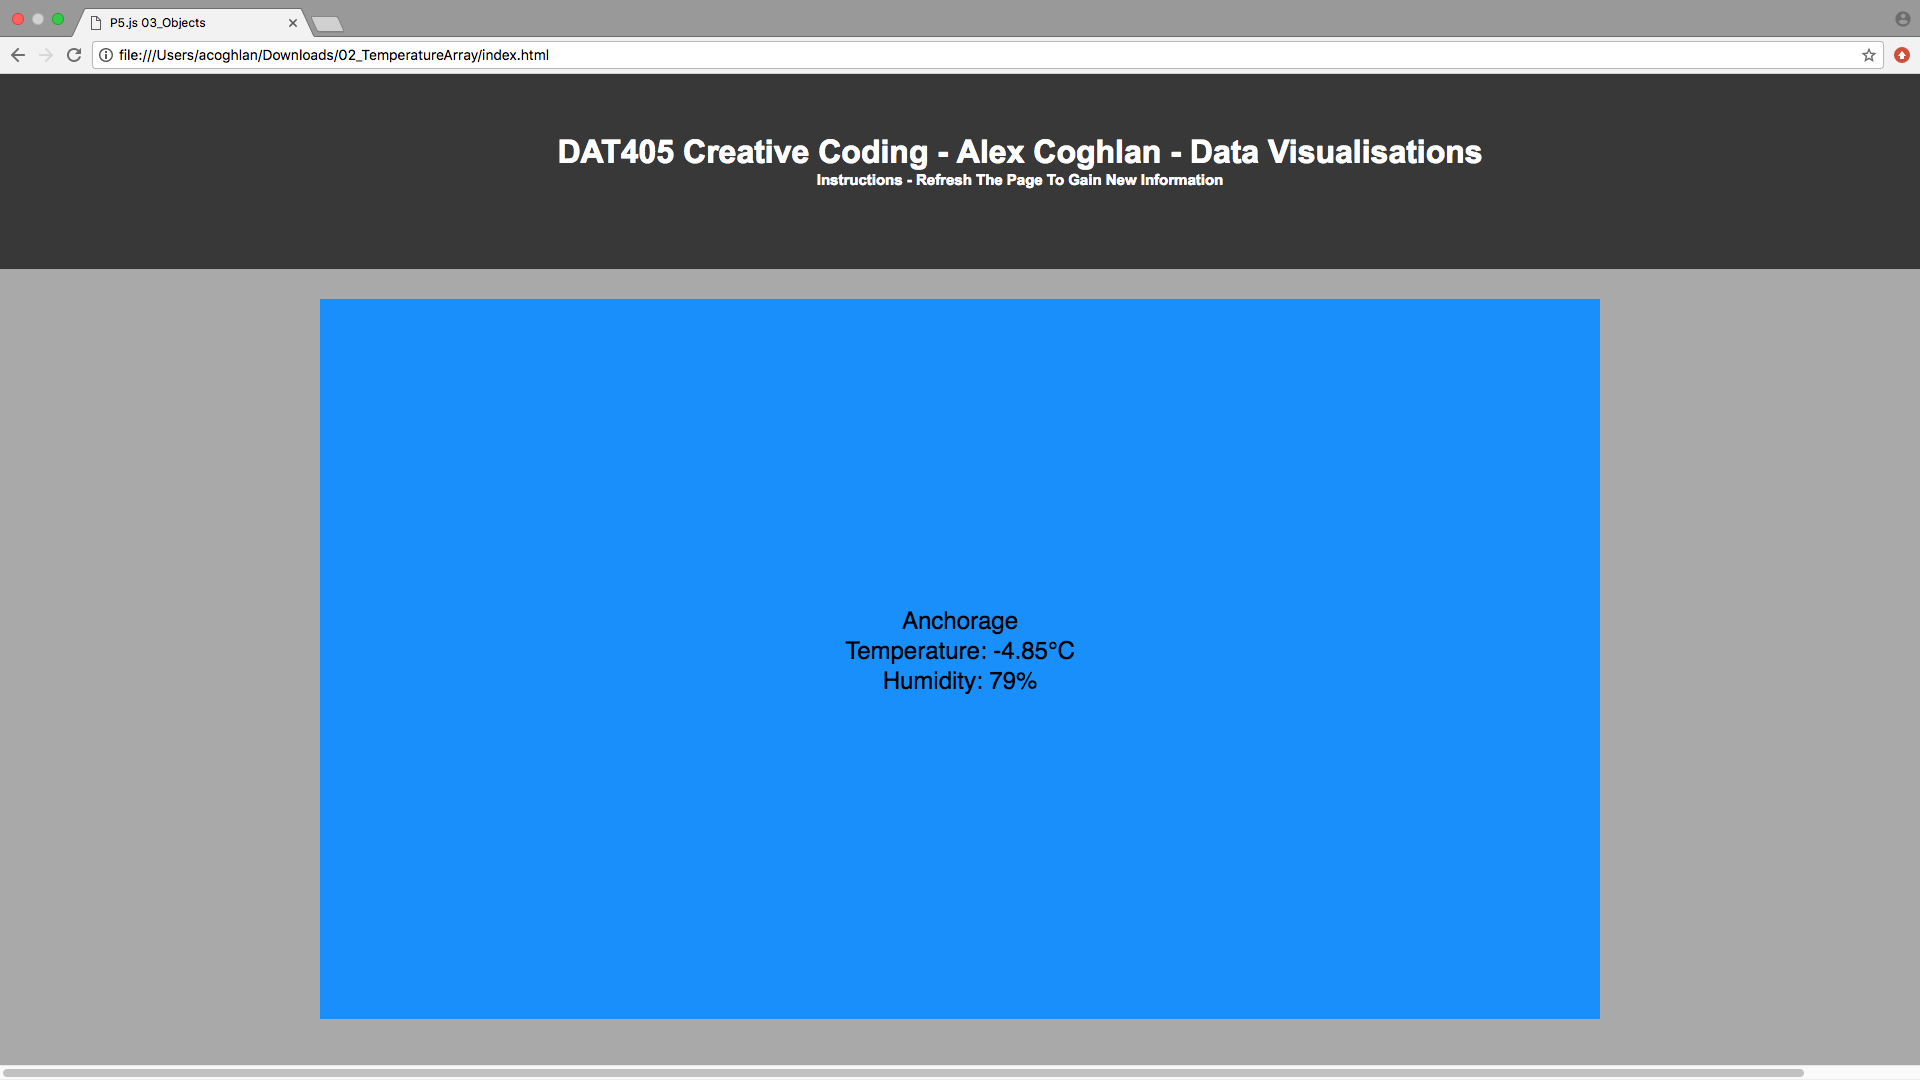 P5.js 03_Objects
file:///Users/acoghlan/Downloads/02_TemperatureArray/index.html
DAT405 Creative Coding - Alex Coghlan - Data Visualisations
Instructions - Refresh The Page To Gain New Information
Anchorage
Temperature: -4.85°C
Humidity: 79%